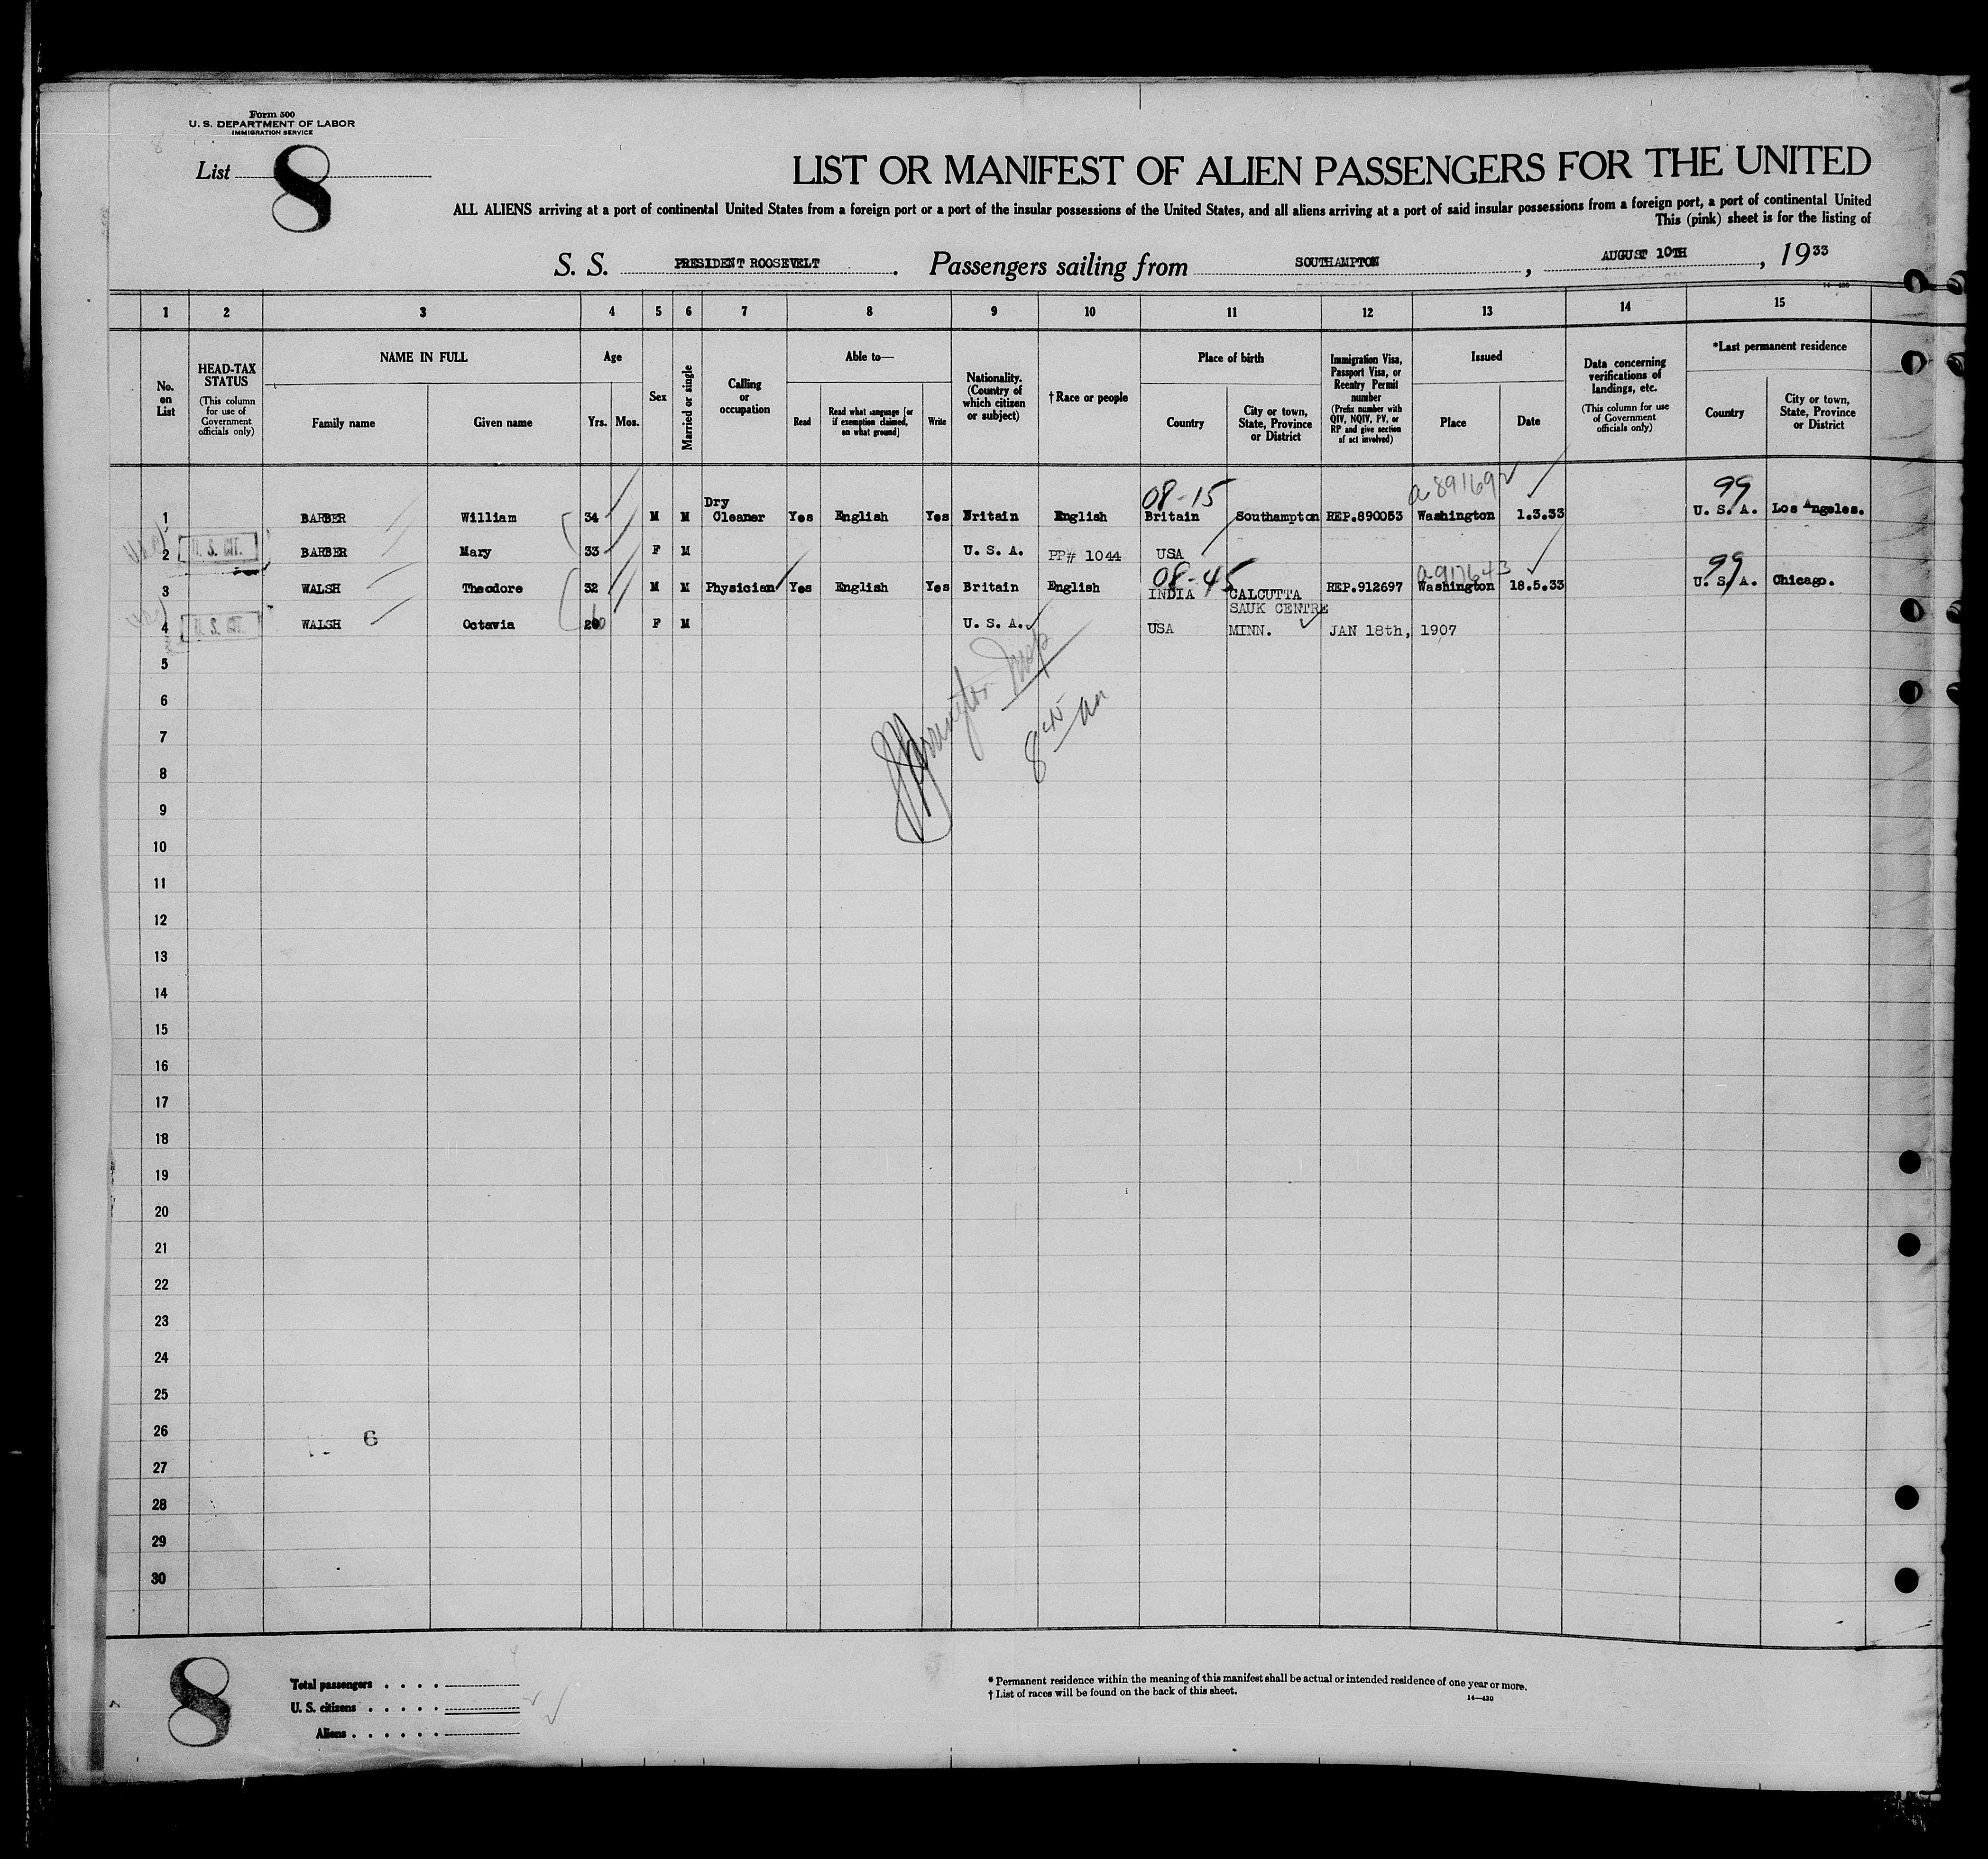 Form 500
U. S. DEPARTMENT OF LABOR
IMMIGRATION SERVICE
List 8
LIST OR MANIFEST OF ALIEN PASSENGERS FOR THE UNITED
ALL ALIENS arriving at a port of continental United States from a foreign port or a port of the insular possessions of the United States, and all aliens arriving at a port of said insular possessions from a foreign port, a port of continental United
This (pink) sheet is for the listing of
S. S. PRESIDENT ROOSEVELT. Passengers sailing from SOUTHAMPTON, AUGUST 10TH, 1933
1 2 3 4 5 6 7 8 9 10 11 12 13 14 15
No. on List
HEAD-TAX STATUS
(This column for use of Government officials only)
NAME IN FULL
Family name
Given name
Age
Yrs. Mos.
Sex
Married or single
Calling or occupation
Able to—
Read
Read what language [or if exemption claimed, on what ground]
Write
Nationality. (Country of which citizen or subject)
† Race or people
Place of birth
Country
City or town, State, Province or District
Immigration Visa, Passport Visa, or Reentry Permit number
(Prefix number with QIV, NQIV, PV, or RP and give section of act involved)
Issued
Place
Date
Data concerning verifications of landings, etc.
(This column for use of Government officials only)
*Last permanent residence
Country
City or town, State, Province or District
08-15 99
1 BARBER William 34 M M Dry Cleaner Yes English Yes Britain English Britain Southampton REP.890053 Washington 1.3.33 U. S. A. Los Angeles.
2 U. S. CIT. BARBER Mary 33 F M U. S. A. PP# 1044 USA
08-45 a917643 99
3 WALSH Theodore 32 M M Physician Yes English Yes Britain English INDIA CALCUTTA REP.912697 Washington 18.5.33 U. S. A. Chicago.
4 U. S. CIT. WALSH Octavia F M U. S. A. USA SAUK CENTRE MINN. JAN 18th, 1907
5
6
7
8
9
10
11
12
13
14
15
16
17
18
19
20
21
22
23
24
25
26
6
27
28
29
30
8
Total passengers
U. S. citizens
Aliens
* Permanent residence within the meaning of this manifest shall be actual or intended residence of one year or more.
† List of races will be found on the back of this sheet.
14—430